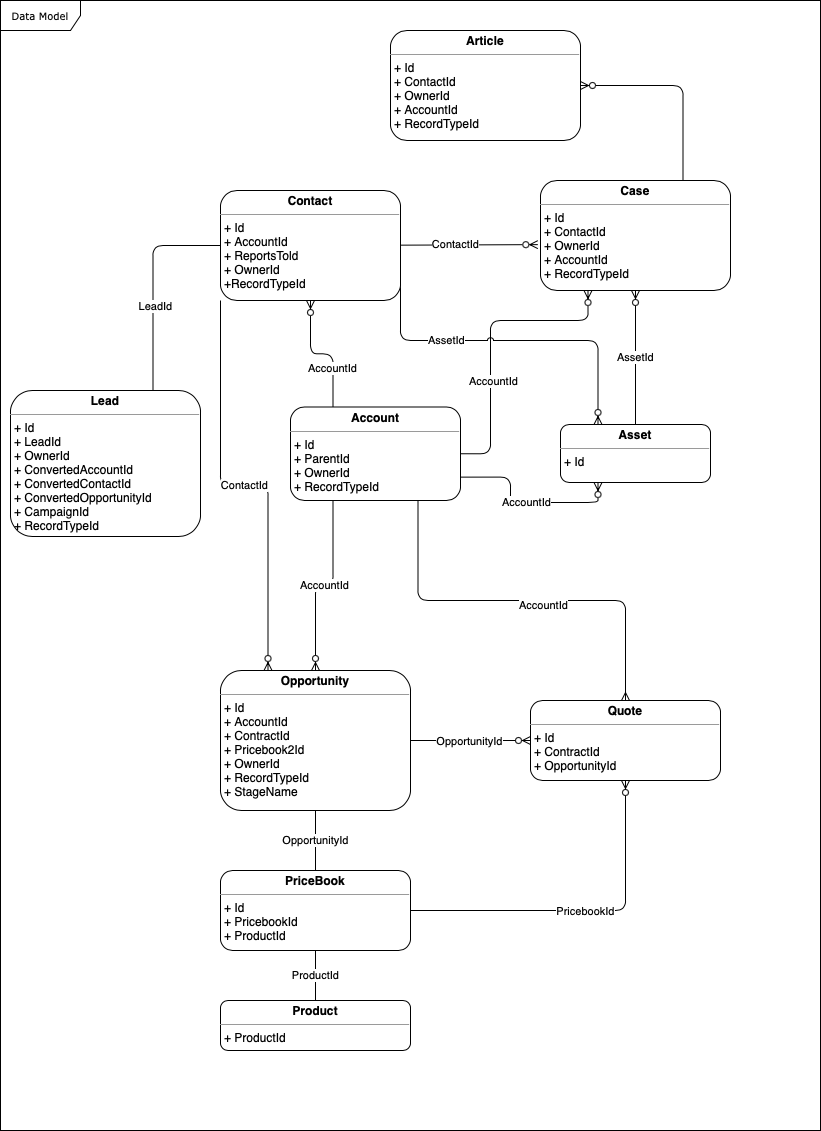 Data Model
Article
+ Id
+ ContactId
+ OwnerId
+ AccountId
+ RecordTypeId
Contact
+ Id
+ AccountId
+ ReportsToId
+ OwnerId
+RecordTypeId
ContactId
Case
+ Id
+ ContactId
+ OwnerId
+ AccountId
+ RecordTypeId
LeadId
AssetId
AssetId
AccountId
AccountId
Lead
+ Id
+ LeadId
+ OwnerId
+ ConvertedAccountId
+ ConvertedContactId
+ ConvertedOpportunityId
+ CampaignId
+ RecordTypeId
Account
+ Id
+ ParentId
+ OwnerId
+ RecordTypeId
Asset
+ Id
ContactId
AccountId
AccountId
AccountId
Opportunity
+ Id
+ AccountId
+ ContractId
+ Pricebook2Id
+ OwnerId
+ RecordTypeId
+ StageName
OpportunityId
Quote
+ Id
+ ContractId
+ OpportunityId
OpportunityId
PriceBook
+ Id
+ PricebookId
+ ProductId
PricebookId
ProductId
Product
+ ProductId